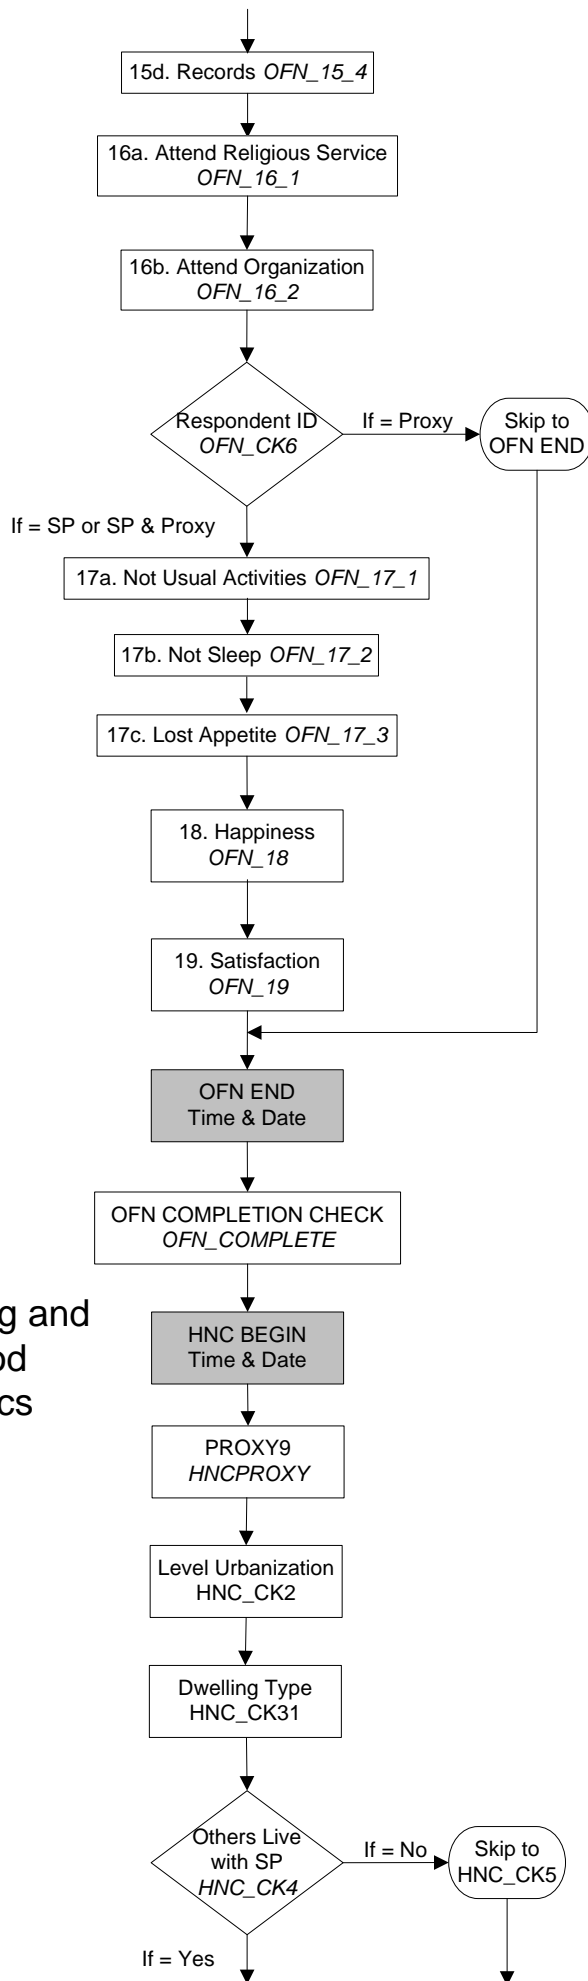 15d. Records OFN_15_4
16a. Attend Religious Service
OFN_16_1
16b. Attend Organization
OFN_16_2
Respondent ID
OFN_CK6
If = Proxy
Skip to
OFN END
If = SP or SP & Proxy
17a. Not Usual Activities OFN_17_1
17b. Not Sleep OFN_17_2
17c. Lost Appetite OFN_17_3
18. Happiness
OFN_18
19. Satisfaction
OFN_19
OFN END
Time & Date
OFN COMPLETION CHECK
OFN_COMPLETE
g and
od
cs
HNC BEGIN
Time & Date
PROXY9
HNCPROXY
Level Urbanization
HNC_CK2
Dwelling Type
HNC_CK31
Others Live
with SP
HNC_CK4
If = No
Skip to
HNC_CK5
If = Yes